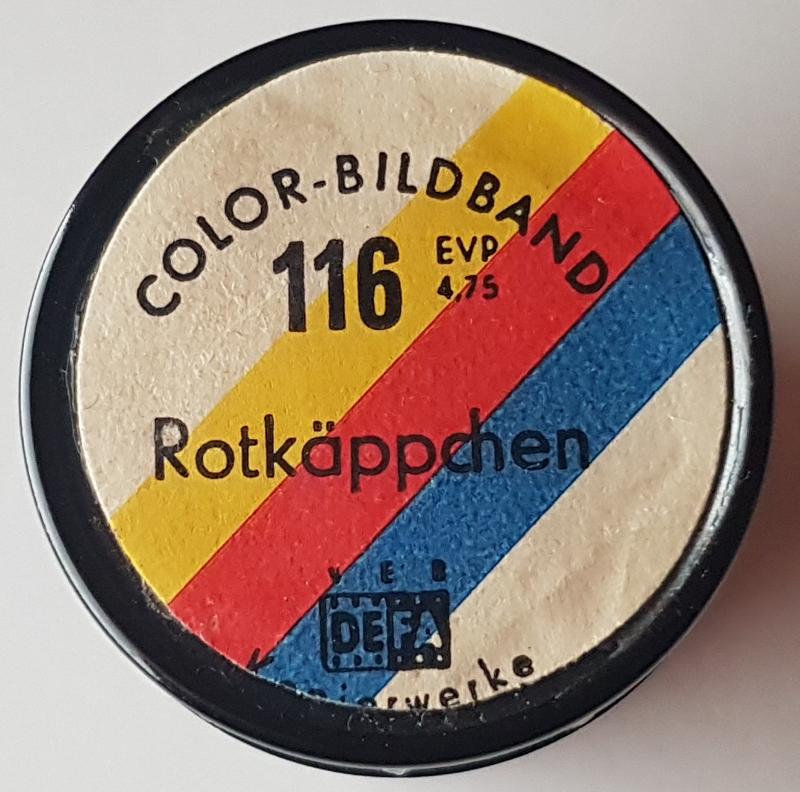 COLOR-BILDBAND
116
EVP
4,75
Rotkäppchen
VEB
DEFA